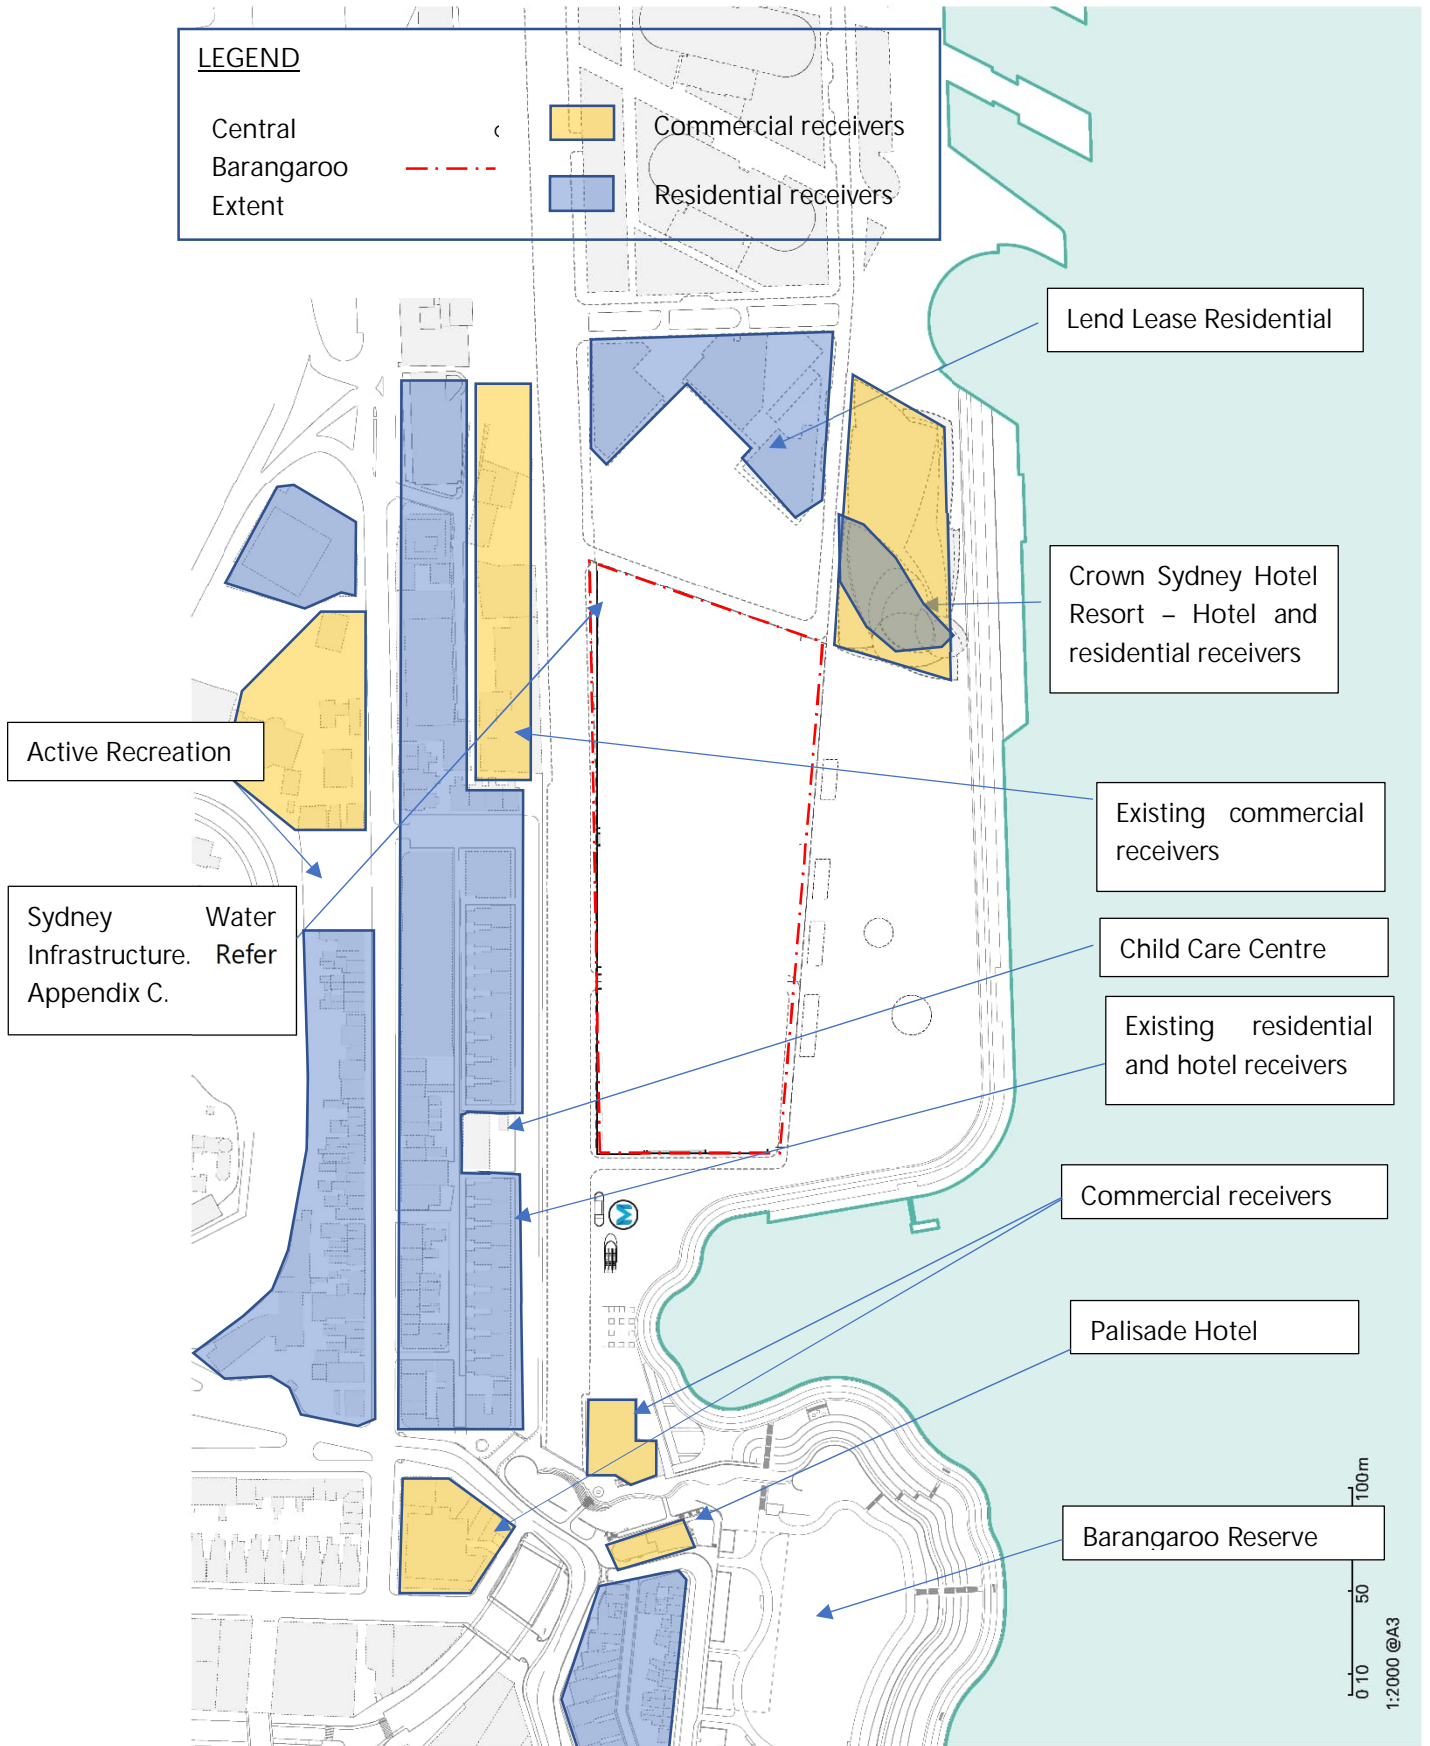 LEGEND
Central
Barangaroo
Extent
Commercial receivers
Residential receivers
Lend Lease Residential
Crown Sydney Hotel
Resort – Hotel and
residential receivers
Active Recreation
Existing commercial
receivers
Sydney Water
Infrastructure. Refer
Appendix C.
Child Care Centre
Existing residential
and hotel receivers
M
Commercial receivers
Palisade Hotel
Barangaroo Reserve
0 10 50 100m
1:2000 @A3